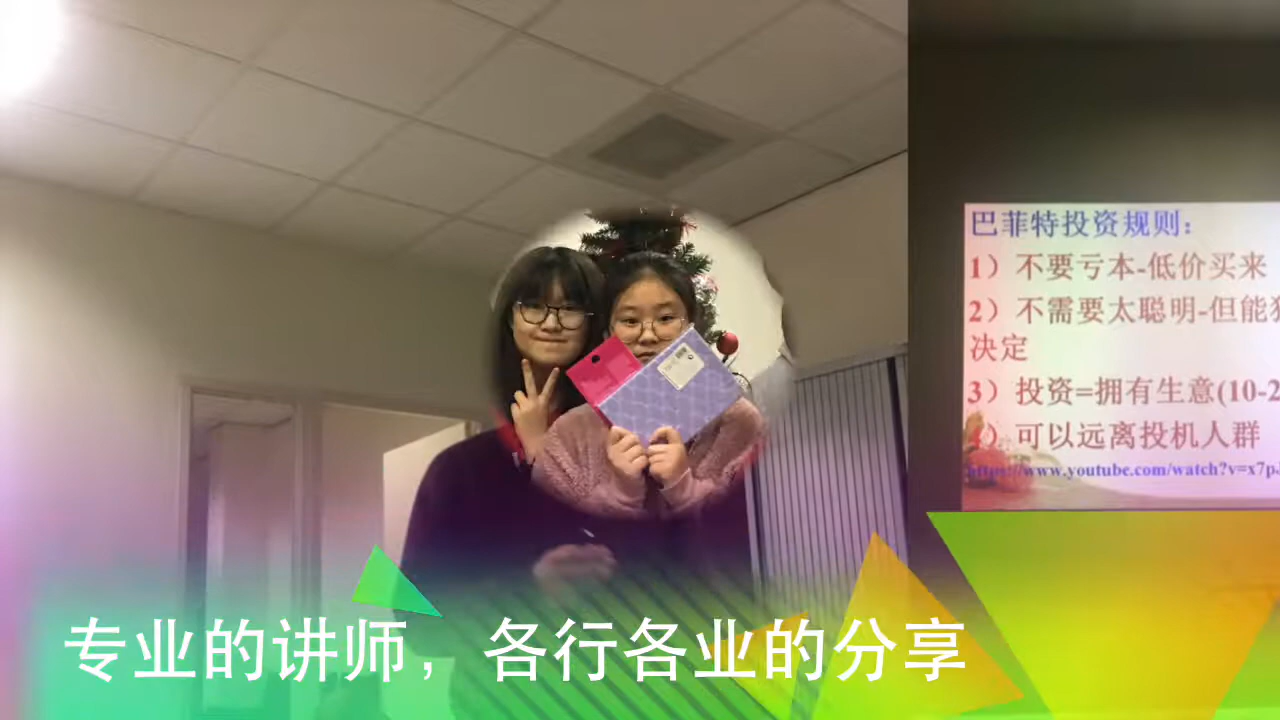 巴菲特投资规则：
1）不要亏本-低价买来
2）不需要太聪明-但能
决定
3）投资=拥有生意(10-2
4）可以远离投机人群
https://www.youtube.com/watch?v=x7p
专业的讲师，各行各业的分享